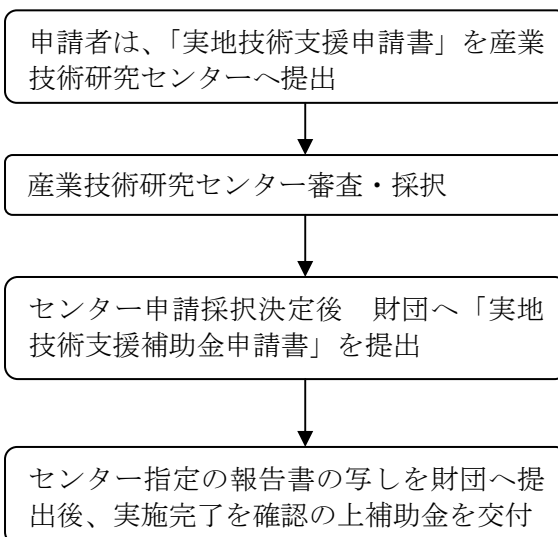 申請者は、「実地技術支援申請書」を産業
技術研究センターへ提出
産業技術研究センター審査・採択
センター申請採択決定後　財団へ「実地
技術支援補助金申請書」を提出
センター指定の報告書の写しを財団へ提
出後、実施完了を確認の上補助金を交付